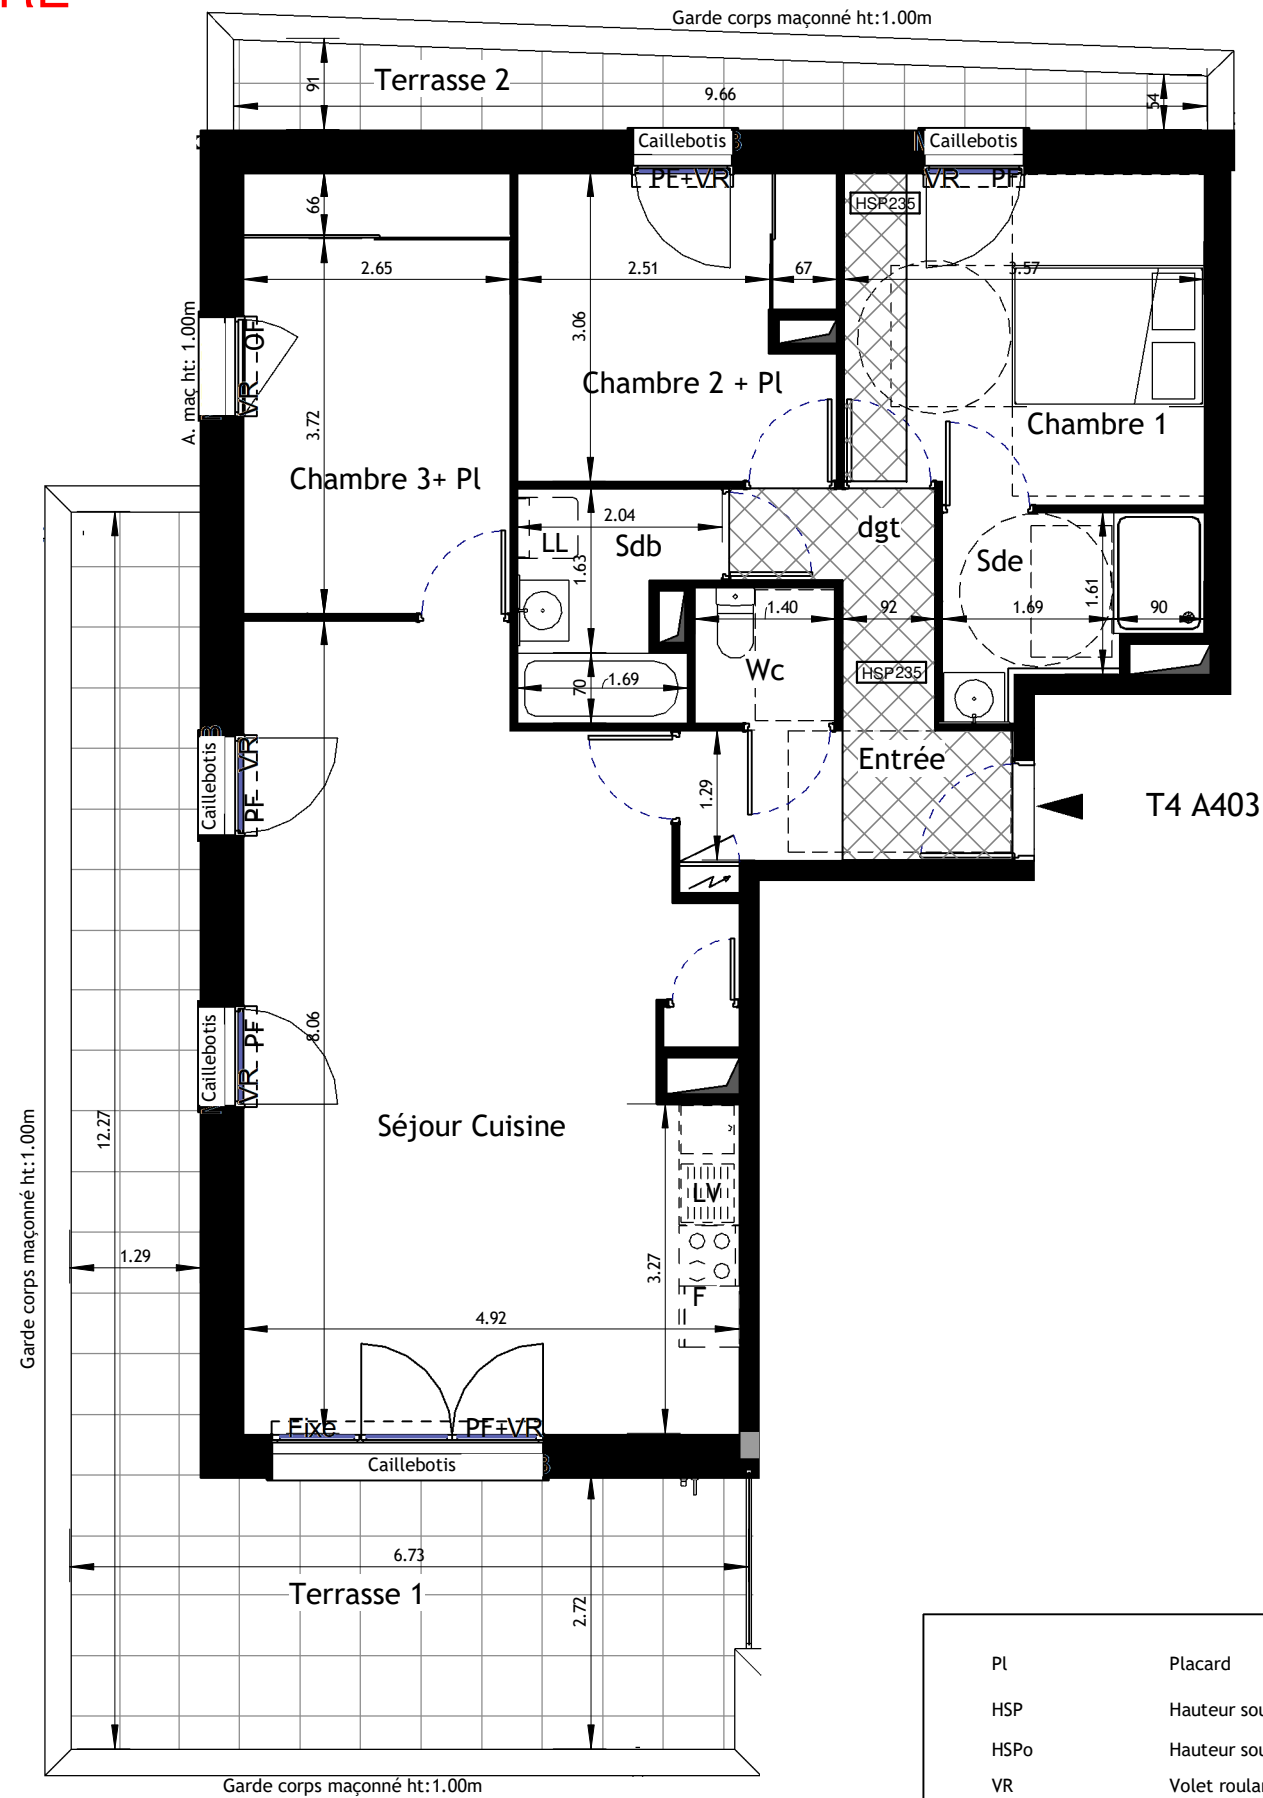 Garde corps maçonné ht:1.00m
Terrasse 2
91
9.66
54
Caillebotis
Caillebotis
PF+VR
VR PF
HSP235
66
2.65
2.51
67
3.57
3.06
A. maç ht: 1.00m
VR OF
3.72
Chambre 2 + Pl
Chambre 1
Chambre 3+ Pl
2.04
LL
Sdb
1.63
dgt
Sde
1.61
1.40
92
1.69
90
Wc
HSP235
70
1.69
Entrée
Caillebotis
PF VR
1.29
T4 A403
Caillebotis
VR PF
8.06
Séjour Cuisine
12.27
Garde corps maçonné ht:1.00m
LV
1.29
3.27
F
4.92
Fixe
PF+VR
Caillebotis
6.73
Terrasse 1
2.72
Garde corps maçonné ht:1.00m
Pl Placard
HSP Hauteur
HSPo Hauteur
VR Volet